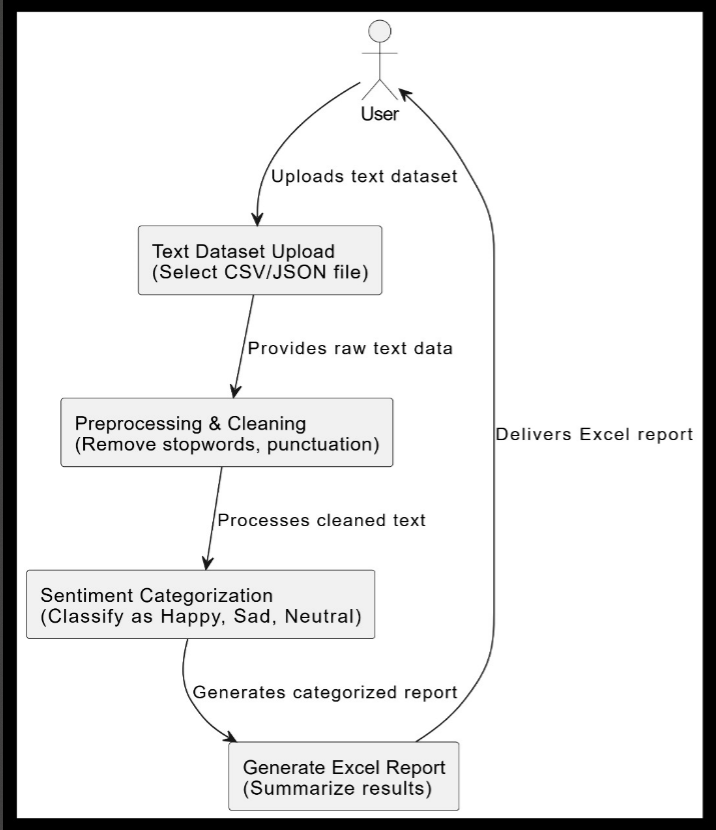 User
Uploads text dataset
Text Dataset Upload
(Select CSV/JSON file)
Provides raw text data
Preprocessing & Cleaning
(Remove stopwords, punctuation)
Delivers Excel report
Processes cleaned text
Sentiment Categorization
(Classify as Happy, Sad, Neutral)
Generates categorized report
Generate Excel Report
(Summarize results)